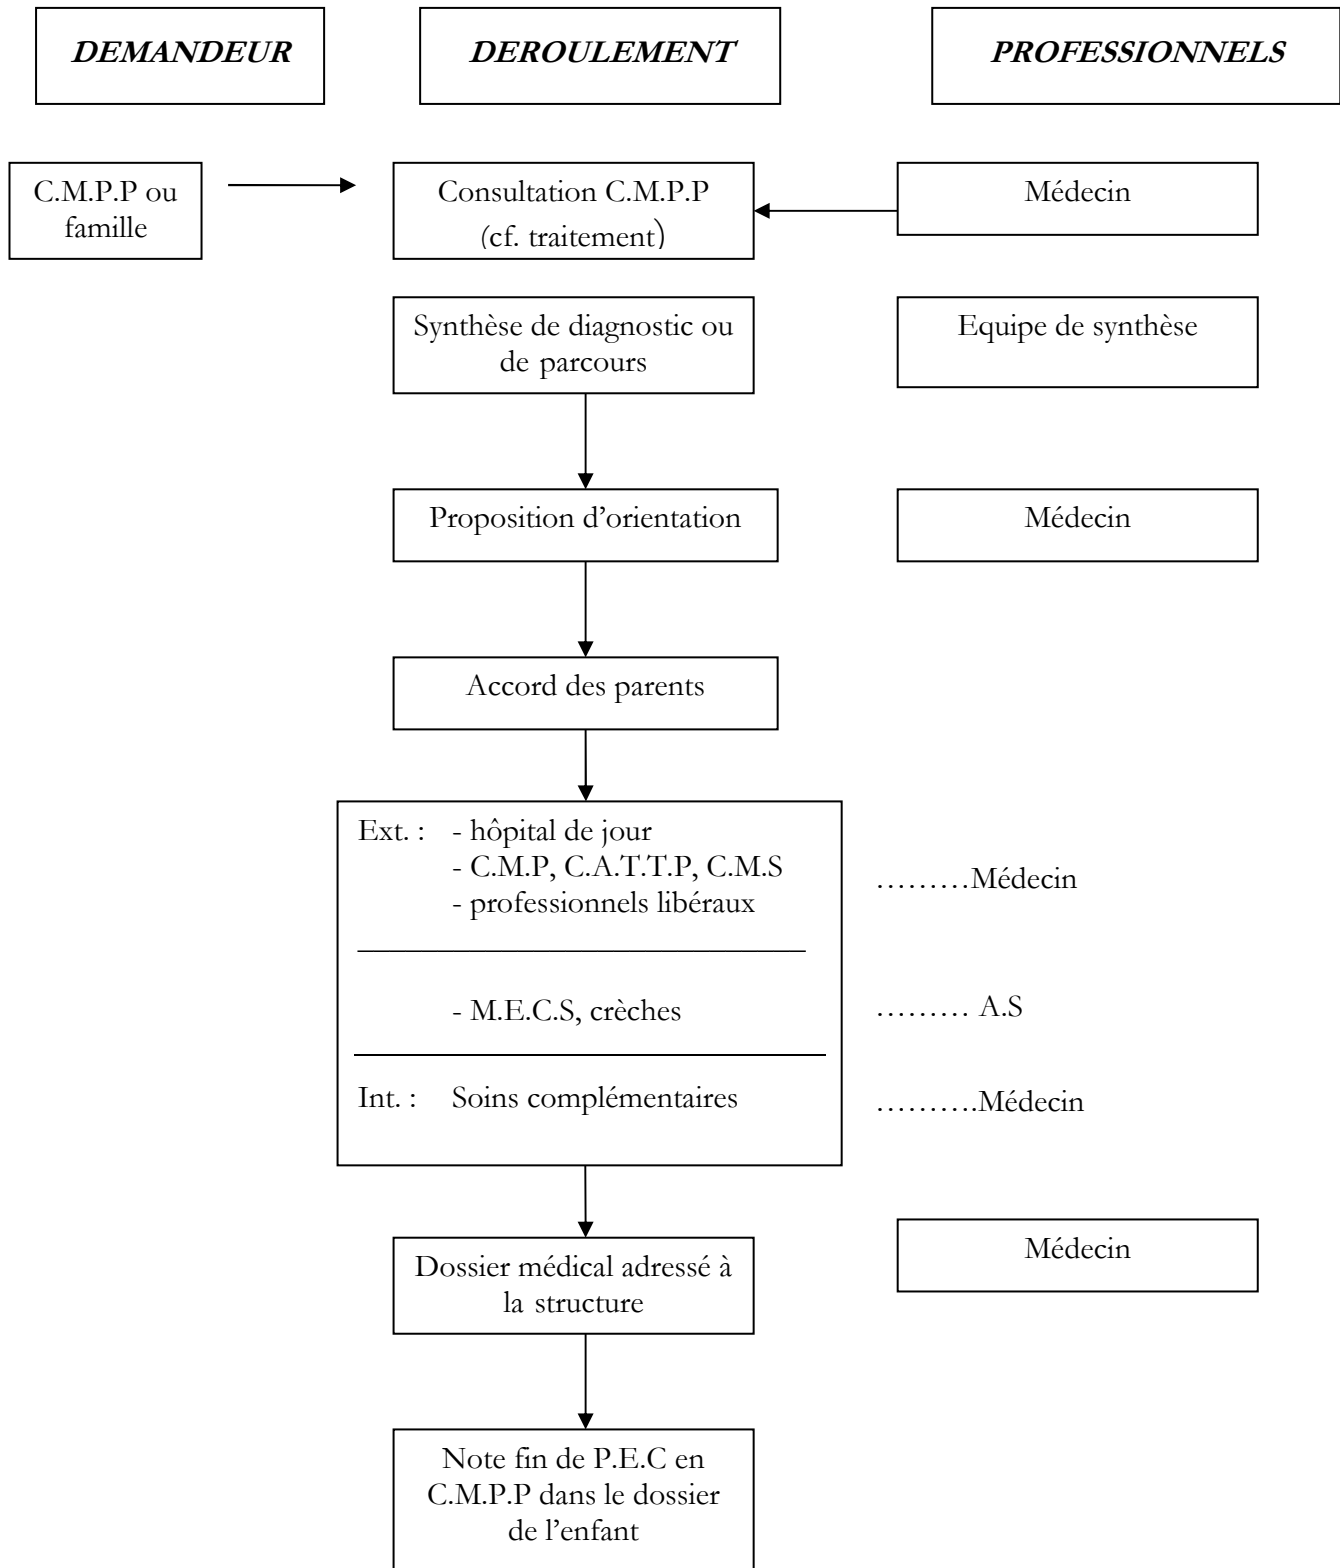 DEMANDEUR
DEROULEMENT
PROFESSIONNELS
C.M.P.P ou
famille
Consultation C.M.P.P
(cf. traitement)
Médecin
Synthèse de diagnostic ou
de parcours
Equipe de synthèse
Proposition d’orientation
Médecin
Accord des parents
Ext. : - hôpital de jour
- C.M.P, C.A.T.T.P, C.M.S
- professionnels libéraux
………Médecin
- M.E.C.S, crèches
……… A.S
Int. : Soins complémentaires
……….Médecin
Dossier médical adressé à
la structure
Médecin
Note fin de P.E.C en
C.M.P.P dans le dossier
de l’enfant